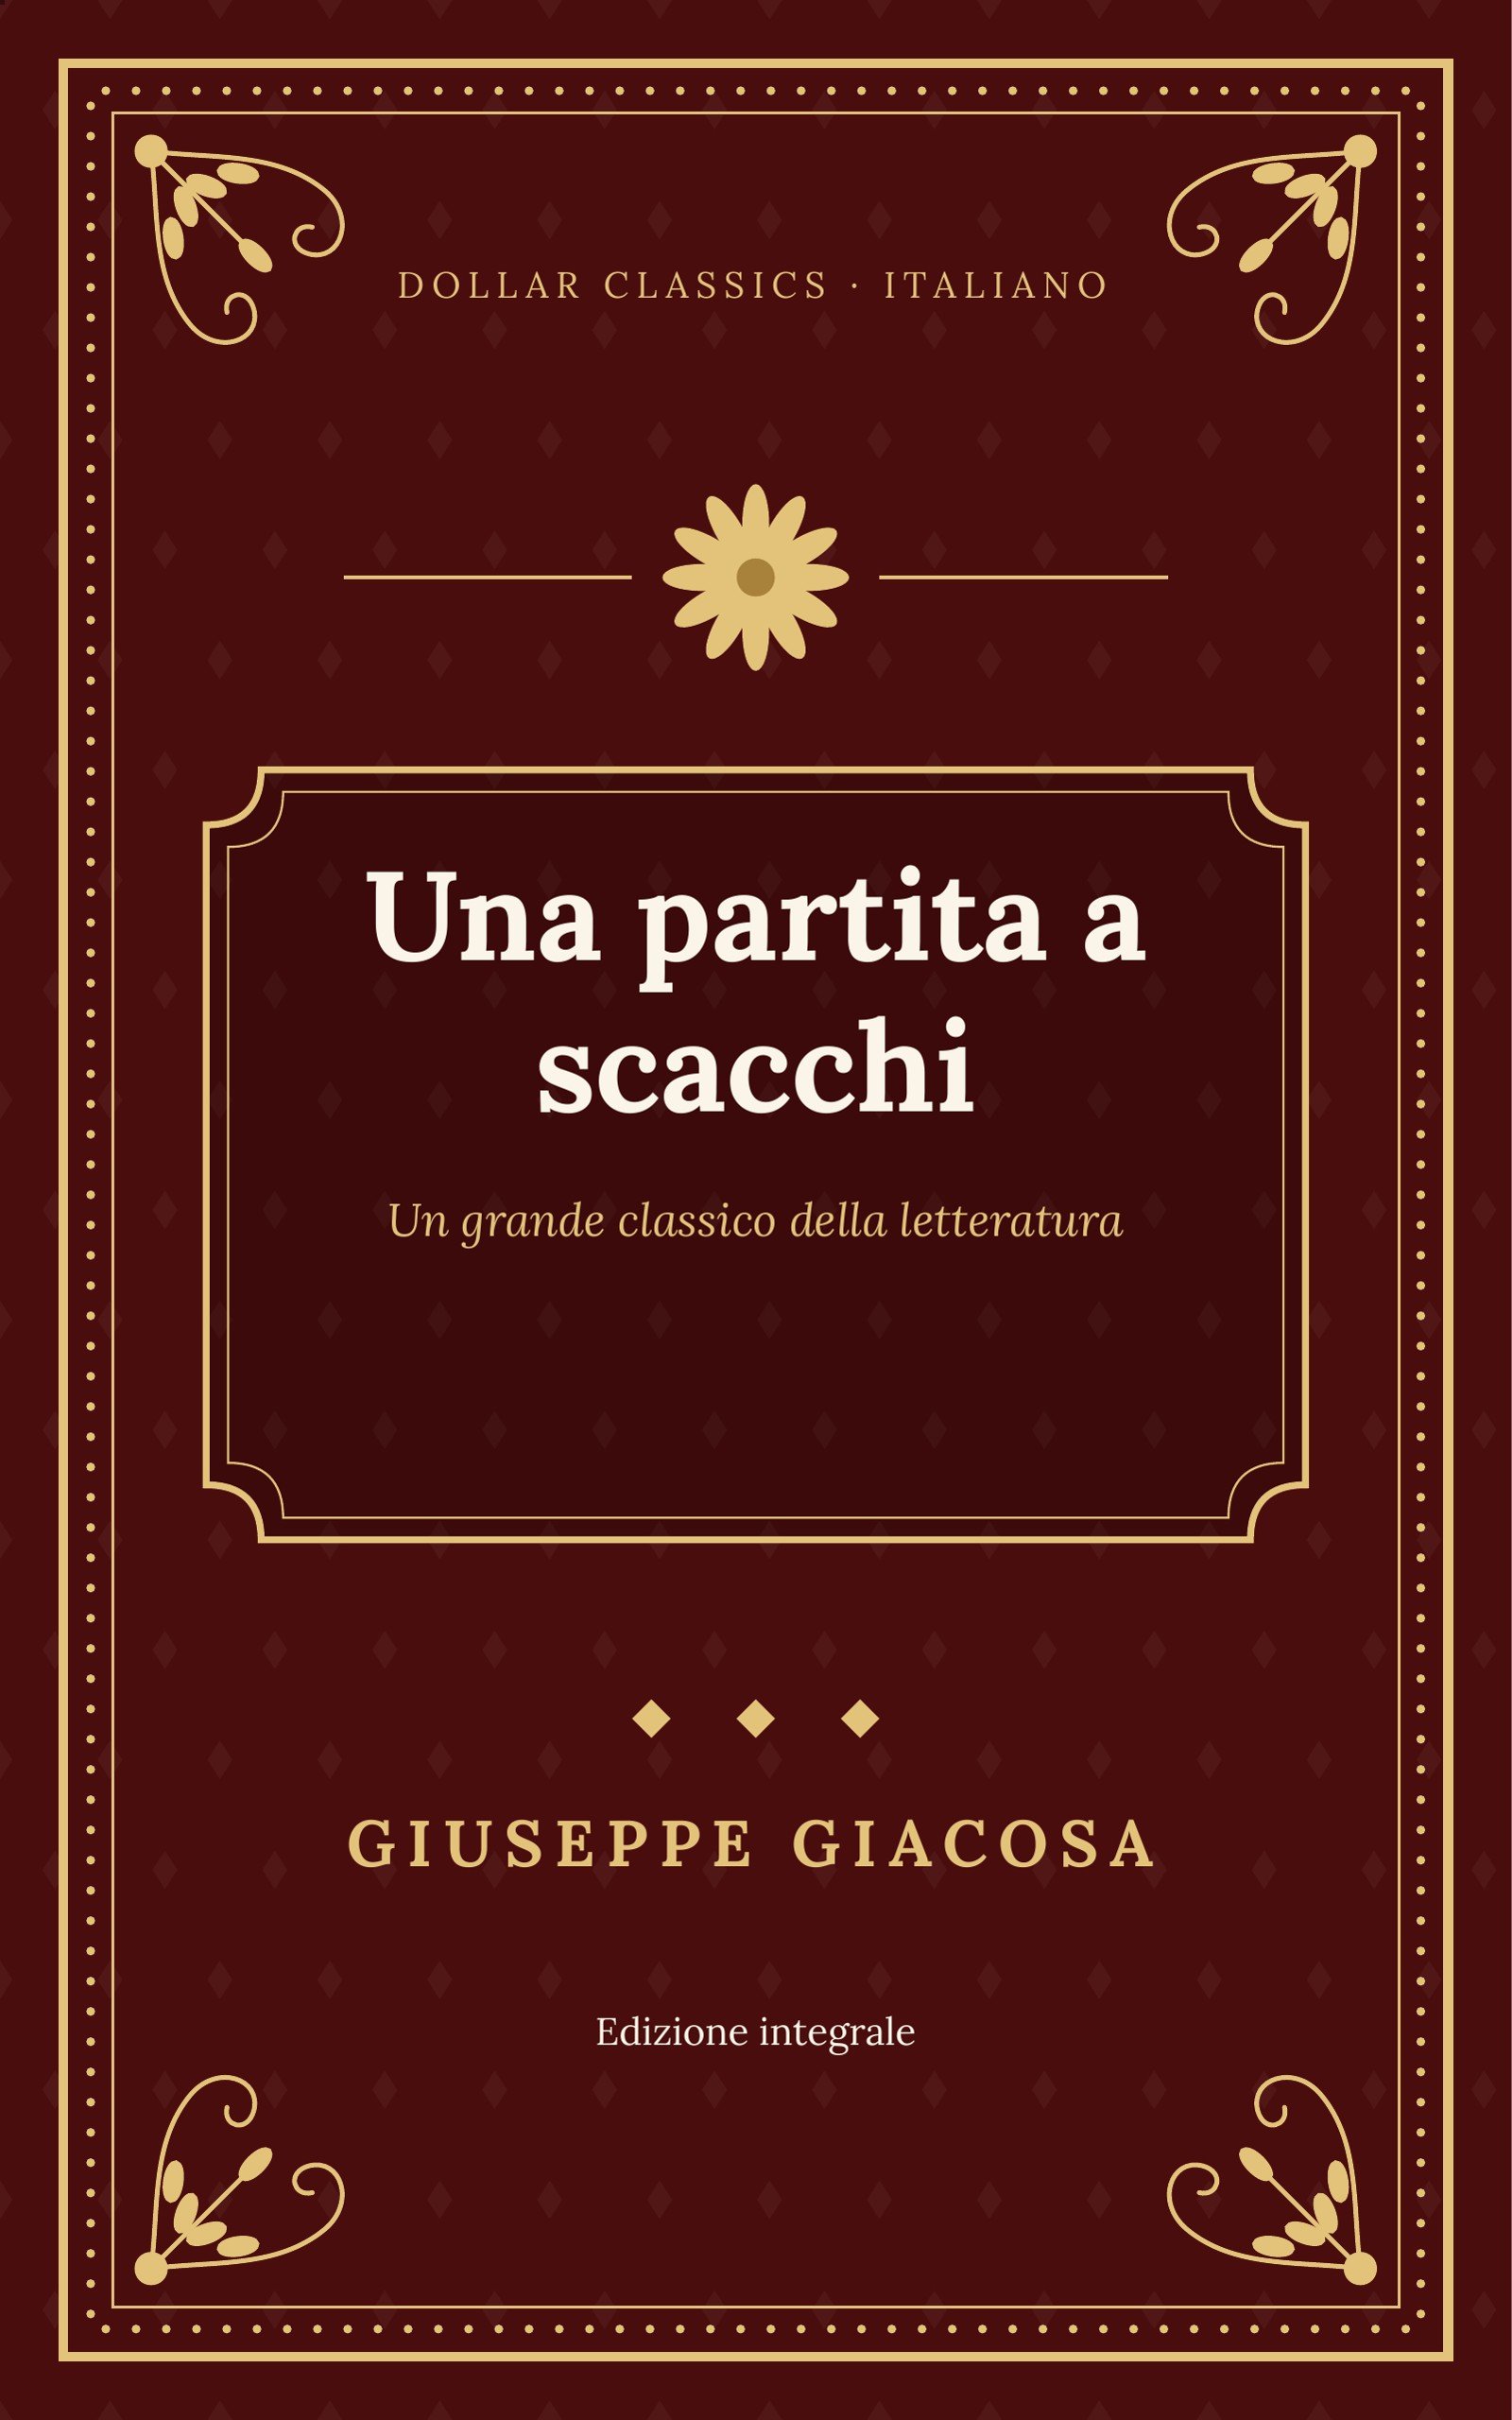 DOLLAR CLASSICS · ITALIANO
Una partita a
scacchi
Un grande classico della letteratura
GIUSEPPE GIACOSA
Edizione integrale